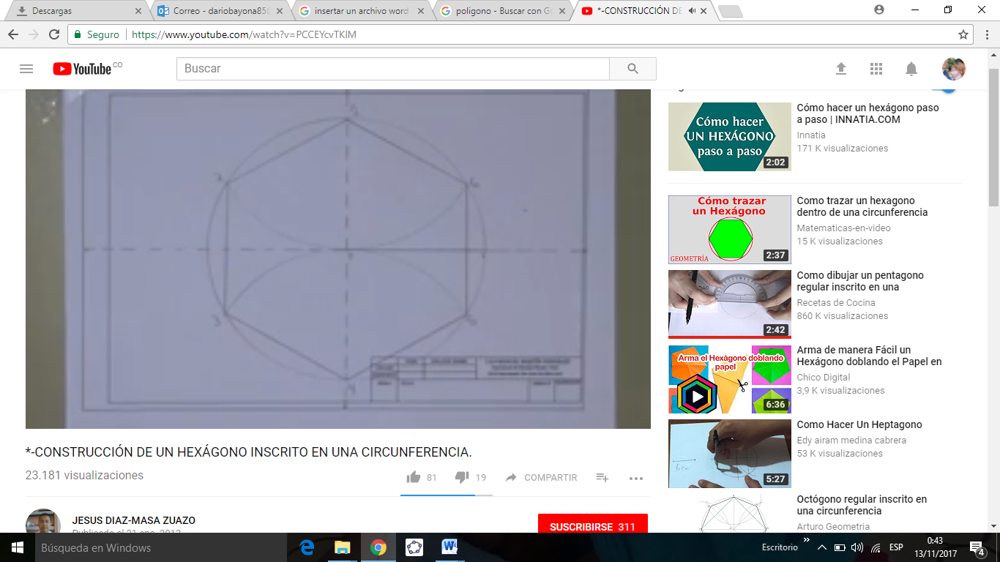 Descargas
Correo - dariobayona85@
insertar un archivo word
poligono - Buscar con Go
*-CONSTRUCCIÓN DE
Seguro
https://www.youtube.com/watch?v=PCCEYcvTKIM
YouTube CO
Buscar
Cómo hacer
UN HEXÁGONO
paso a paso
2:02
Cómo hacer un hexágono paso
a paso | INNATIA.COM
Innatia
171 K visualizaciones
Cómo trazar
un Hexágono
GEOMETRÍA
2:37
Como trazar un hexagono
dentro de una circunferencia
Matematicas-en-video
15 K visualizaciones
2:42
Como dibujar un pentagono
regular inscrito en una
Recetas de Cocina
860 K visualizaciones
Arma el Hexágono doblando
papel
6:36
Arma de manera Fácil un
Hexágono doblando el Papel en
Chico Digital
3,9 K visualizaciones
5 cm
5:27
Como Hacer Un Heptagono
Edy airam medina cabrera
53 K visualizaciones
Octógono regular inscrito en
una circunferencia
Arturo Geometria
*-CONSTRUCCIÓN DE UN HEXÁGONO INSCRITO EN UNA CIRCUNFERENCIA.
23.181 visualizaciones
81
19
COMPARTIR
JESUS DIAZ-MASA ZUAZO
SUSCRIBIRSE 311
Búsqueda en Windows
Escritorio
ESP
0:43
13/11/2017
4